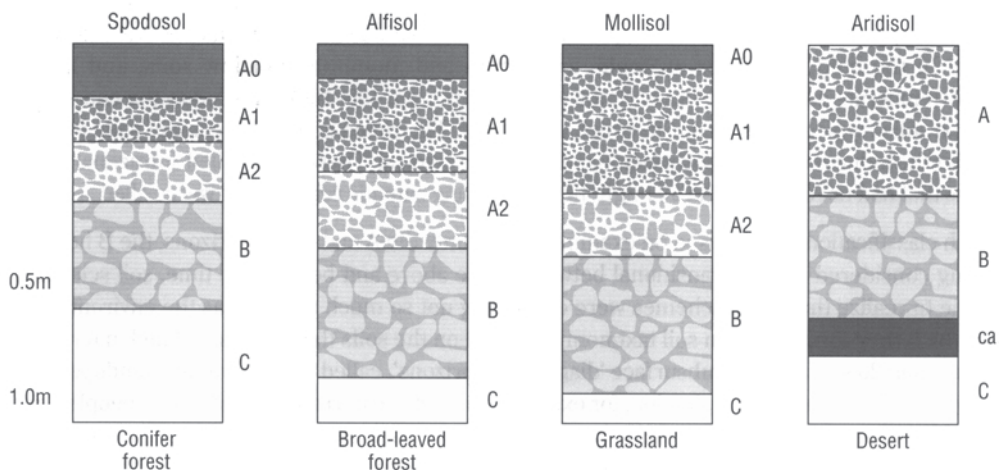 Spodosol
Alfisol
Mollisol
Aridisol
A0
A1
A2
B
C
A0
A1
A2
B
C
A0
A1
A2
B
C
A
B
ca
C
0.5m
1.0m
Conifer
forest
Broad-leaved
forest
Grassland
Desert